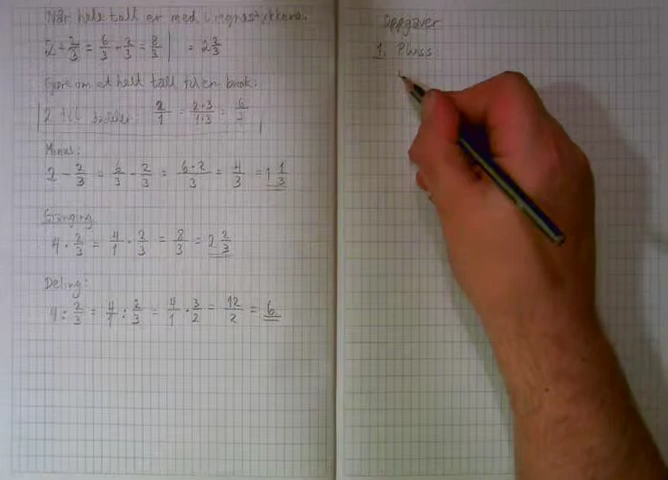 Når hele tall er med i regnestykkene.
2 + 2/3 = 6/3 + 2/3 = 8/3 | = 2 2/3
Gjøre om et helt tall til en brøk:
2 til 2/1 = 2·3/1·3 = 6/3
Minus:
2 - 2/3 = 6/3 - 2/3 = 6-2/3 = 4/3 = 1 1/3
Ganging
4 · 2/3 = 4/1 · 2/3 = 8/3 = 2 2/3
Deling:
4 : 2/3 = 4/1 : 2/3 = 4/1 · 3/2 = 12/2 = 6
Oppgaver
1. Pluss